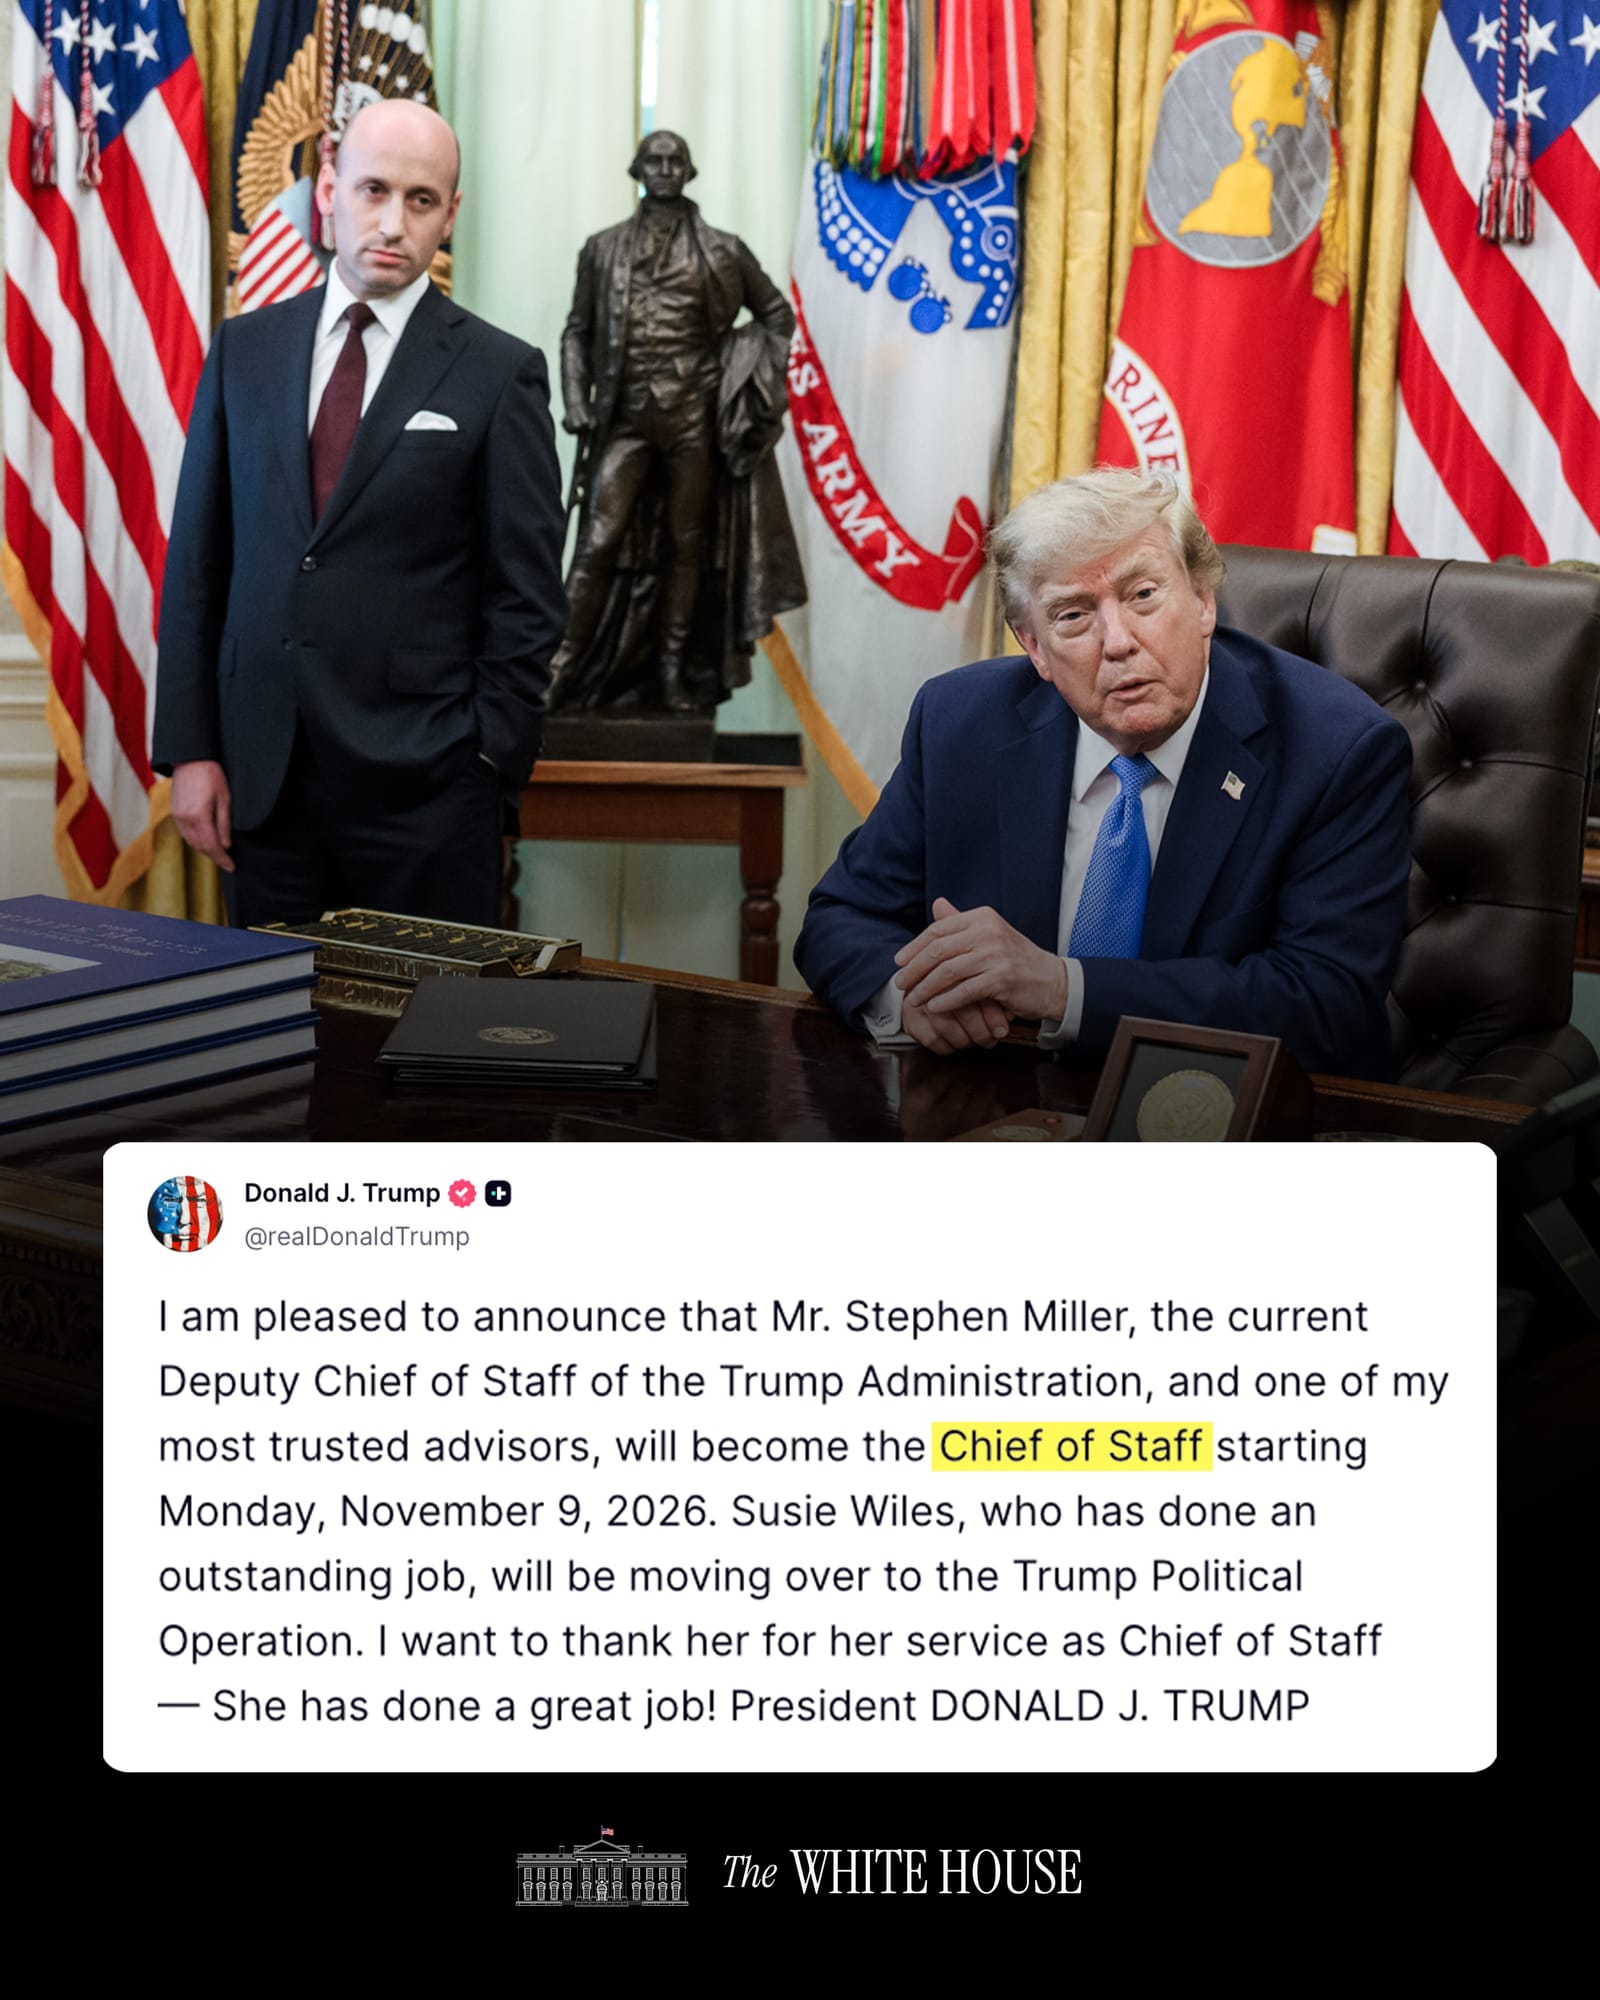 ES ARMY
RINE
Donald J. Trump
@realDonaldTrump
I am pleased to announce that Mr. Stephen Miller, the current
Deputy Chief of Staff of the Trump Administration, and one of my
most trusted advisors, will become the Chief of Staff starting
Monday, November 9, 2026. Susie Wiles, who has done an
outstanding job, will be moving over to the Trump Political
Operation. I want to thank her for her service as Chief of Staff
— She has done a great job! President DONALD J. TRUMP
The WHITE HOUSE